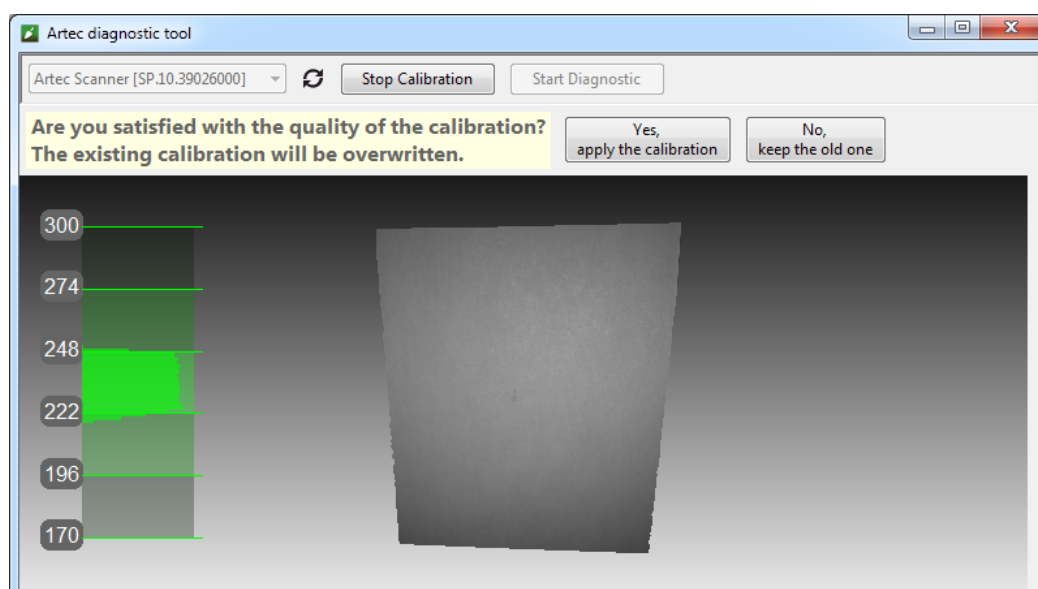 Artec diagnostic tool
Artec Scanner [SP.10.39026000]
Stop Calibration
Start Diagnostic
Are you satisfied with the quality of the calibration?
The existing calibration will be overwritten.
Yes,
apply the calibration
No,
keep the old one
300
274
248
222
196
170